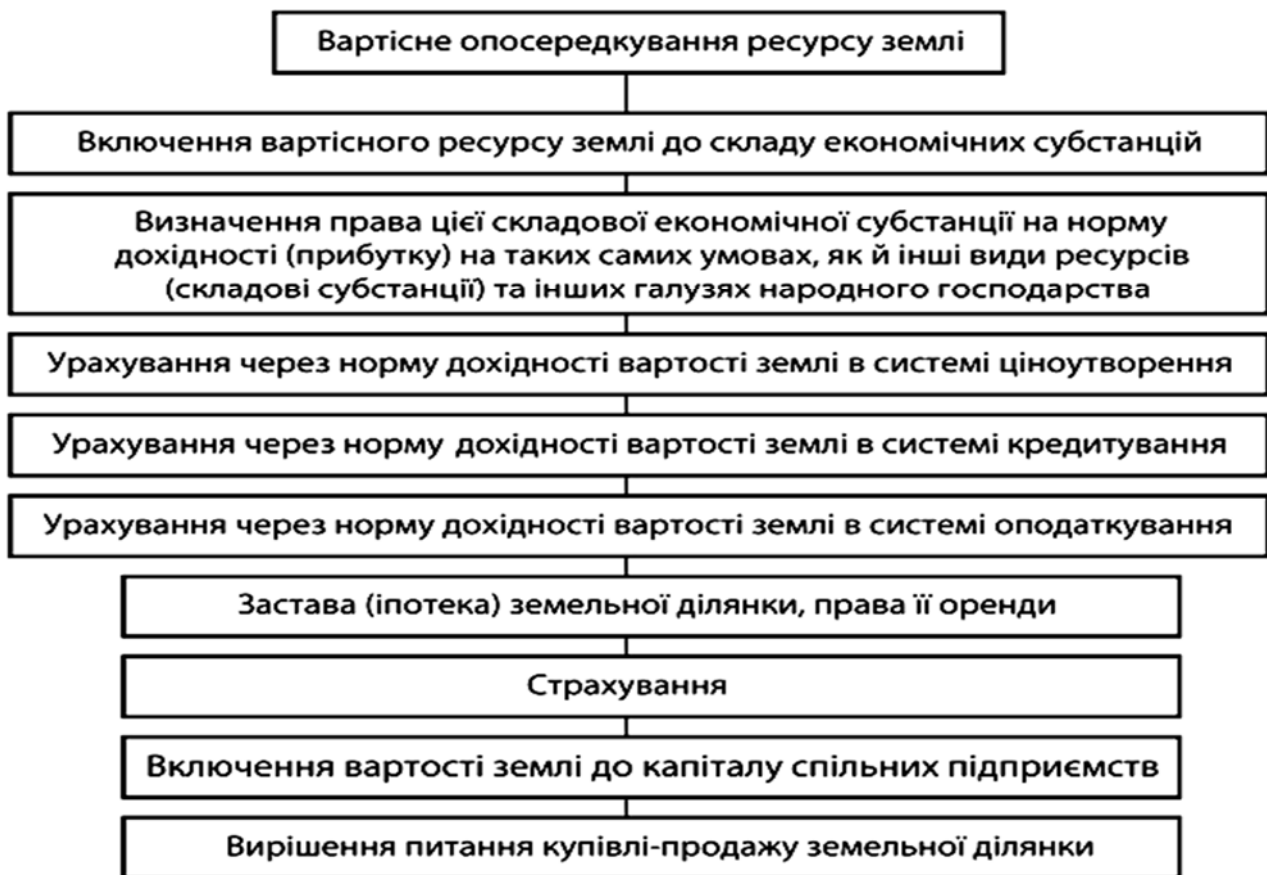 Вартісне опосередкування ресурсу землі
Включення вартісного ресурсу землі до складу економічних субстанцій
Визначення права цієї складової економічної субстанції на норму
дохідності (прибутку) на таких самих умовах, як й інші види ресурсів
(складові субстанції) та інших галузях народного господарства
Урахування через норму дохідності вартості землі в системі ціноутворення
Урахування через норму дохідності вартості землі в системі кредитування
Урахування через норму дохідності вартості землі в системі оподаткування
Застава (іпотека) земельної ділянки, права її оренди
Страхування
Включення вартості землі до капіталу спільних підприємств
Вирішення питання купівлі-продажу земельної ділянки